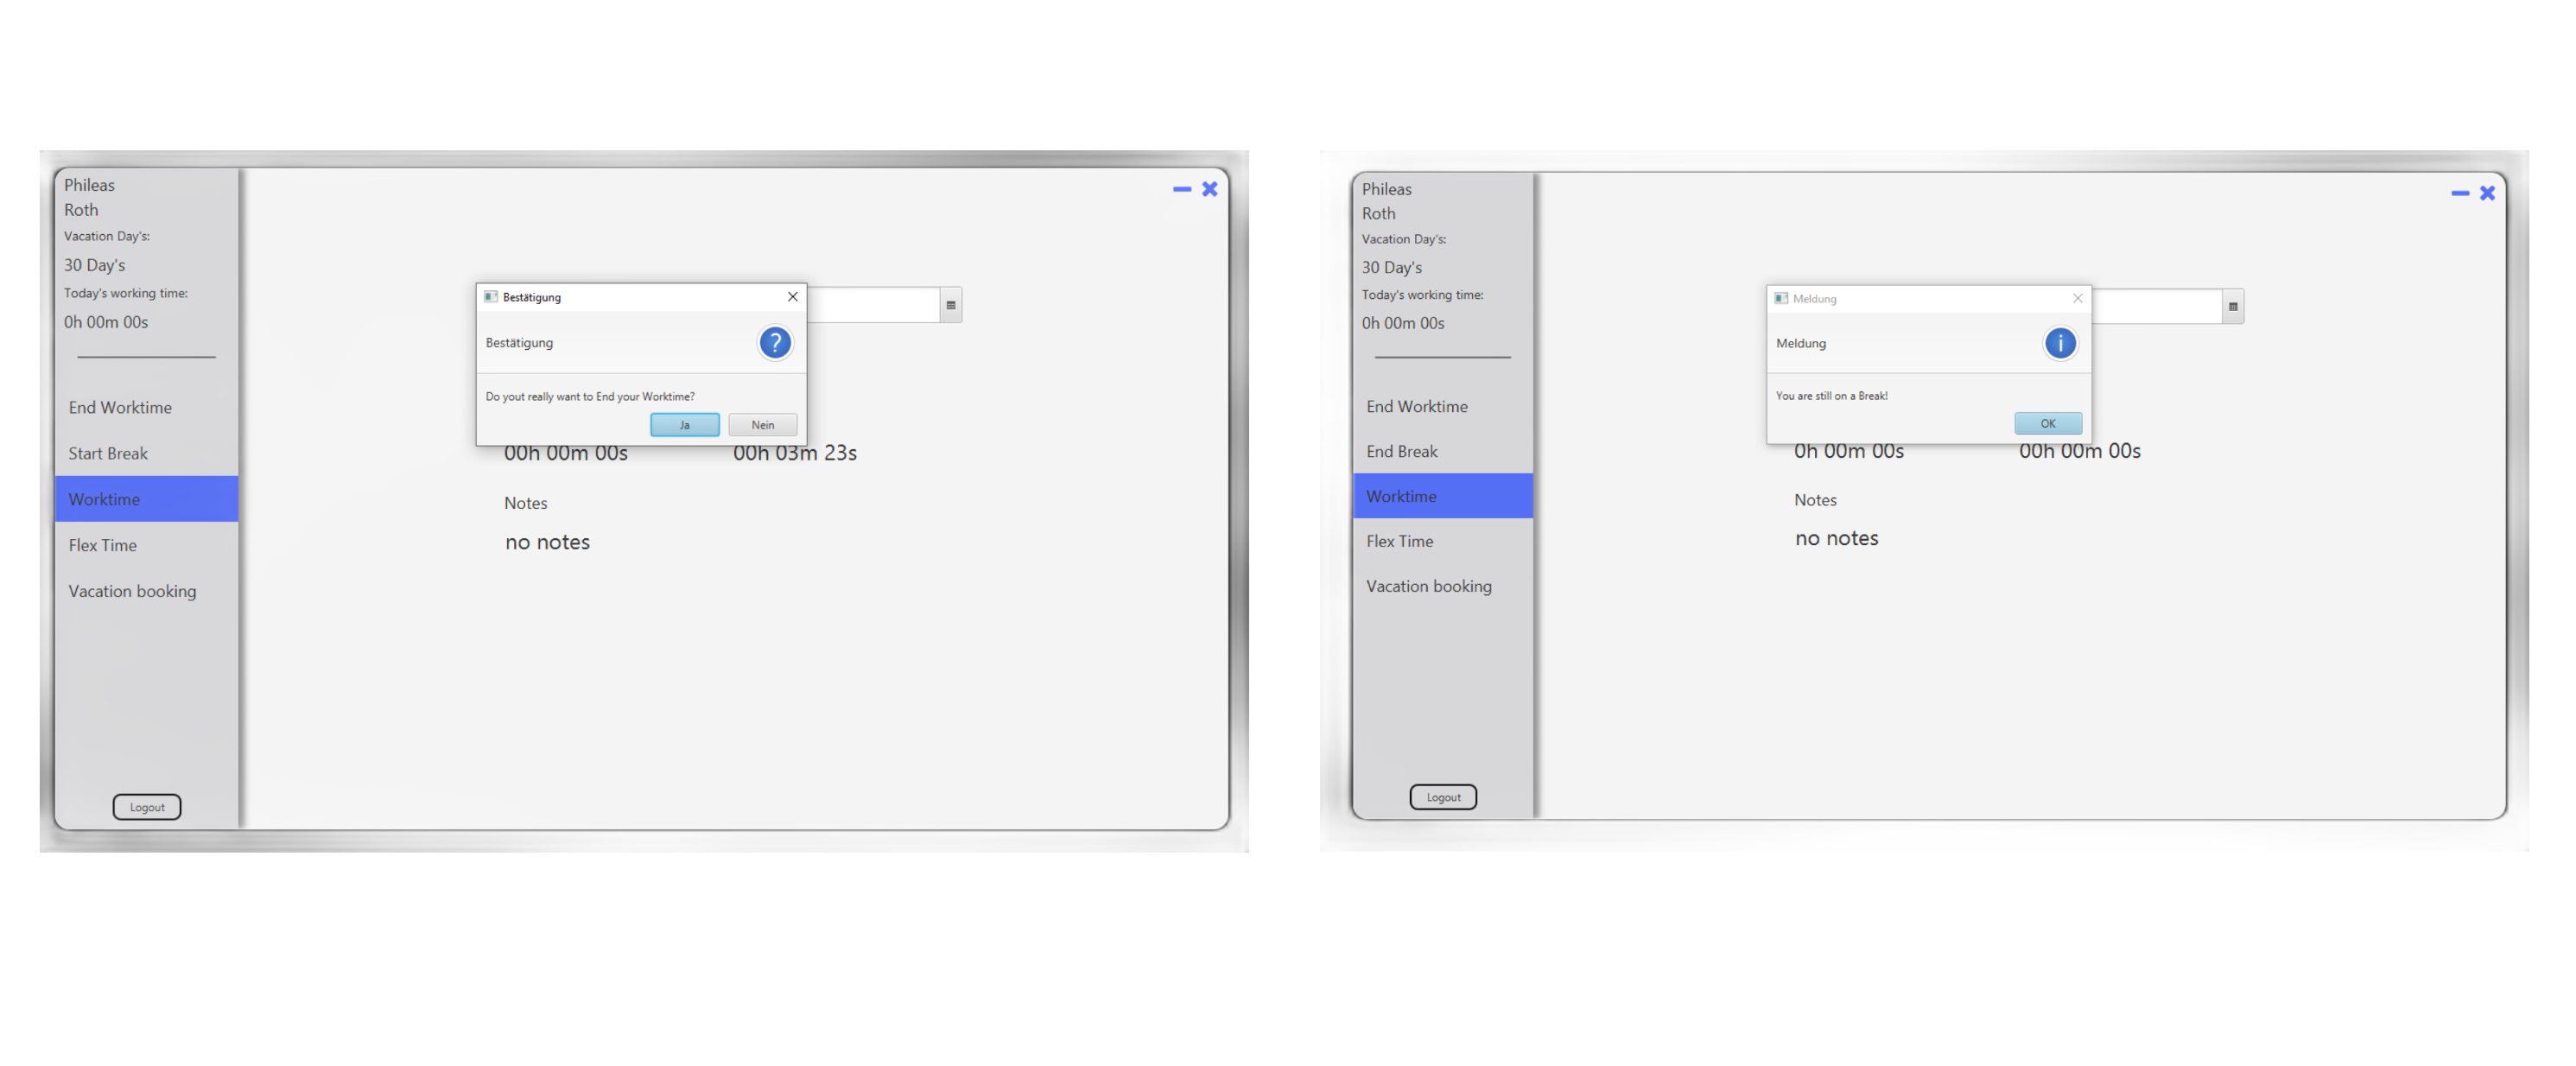 Phileas
Roth
Vacation Day's:
30 Day's
Today's working time:
0h 00m 00s
End Worktime
Start Break
Worktime
Flex Time
Vacation booking
Logout
Bestätigung
Bestätigung
?
Do yout really want to End your Worktime?
Ja Nein
00h 00m 00s 00h 03m 23s
Notes
no notes
Phileas
Roth
Vacation Day's:
30 Day's
Today's working time:
0h 00m 00s
End Worktime
End Break
Worktime
Flex Time
Vacation booking
Logout
Meldung
Meldung
i
You are still on a Break!
OK
0h 00m 00s 00h 00m 00s
Notes
no notes